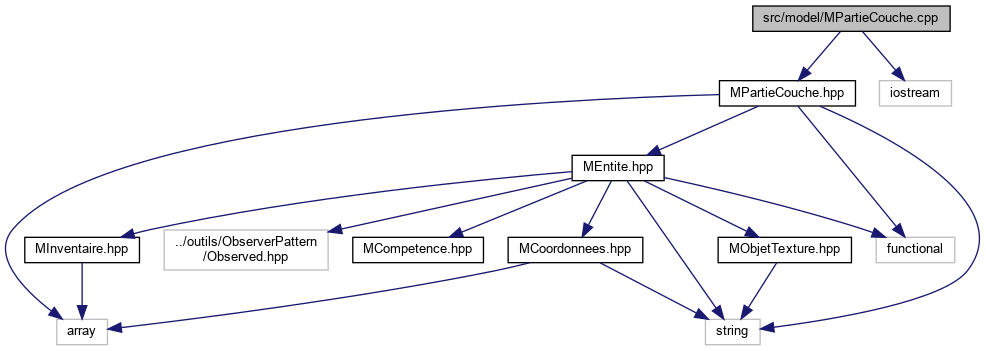 src/model/MPartieCouche.cpp
MPartieCouche.hpp
iostream
MEntite.hpp
MInventaire.hpp
../outils/ObserverPattern
/Observed.hpp
MCompetence.hpp
MCoordonnees.hpp
MObjetTexture.hpp
functional
array
string